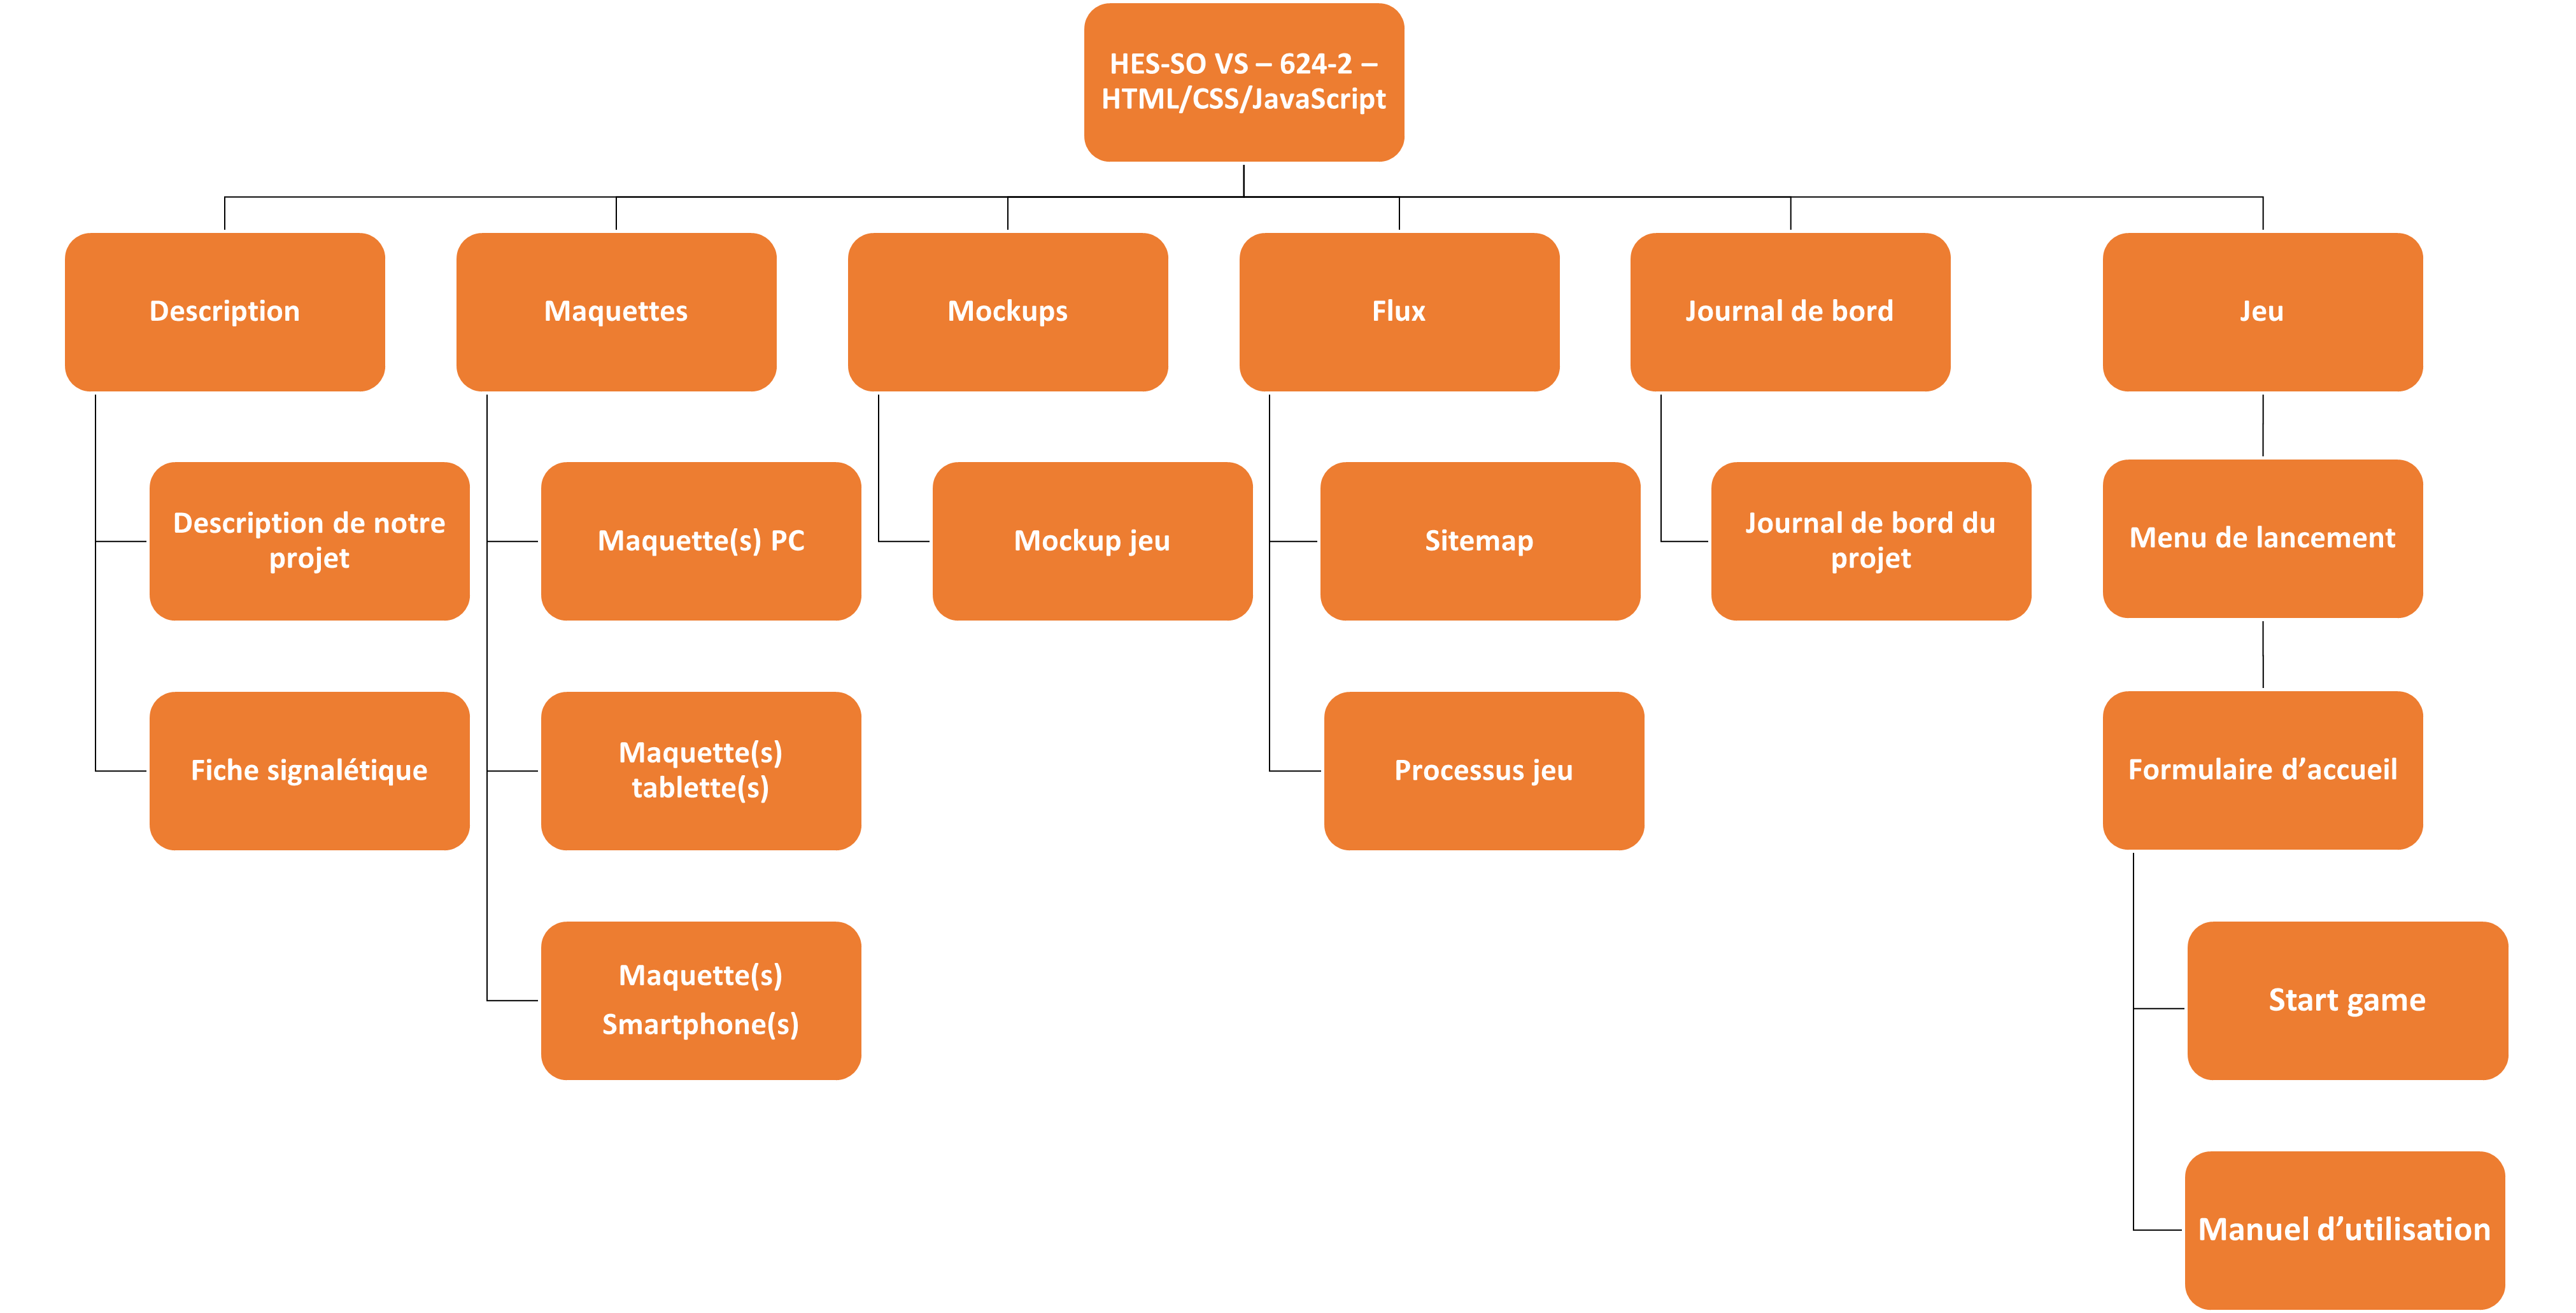 HES-SO VS – 624-2 –
HTML/CSS/JavaScript
Description
Maquettes
Mockups
Flux
Journal de bord
Jeu
Description de notre
projet
Maquette(s) PC
Mockup jeu
Sitemap
Journal de bord du
projet
Menu de lancement
Fiche signalétique
Maquette(s)
tablette(s)
Processus jeu
Formulaire d’accueil
Maquette(s)
Smartphone(s)
Start game
Manuel d’utilisation